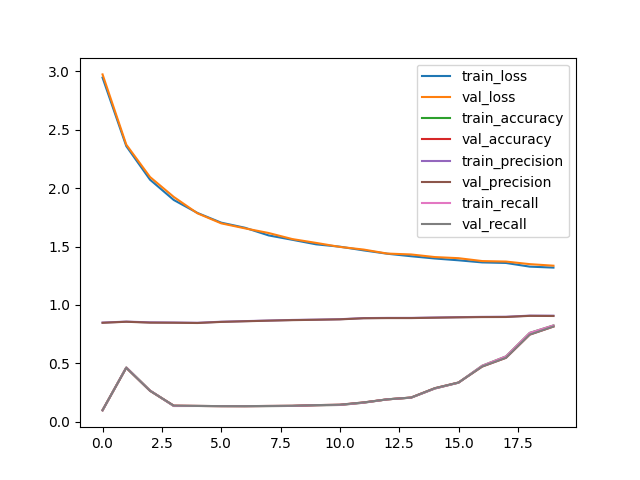 3.0
2.5
2.0
1.5
1.0
0.5
0.0
0.0 2.5 5.0 7.5 10.0 12.5 15.0 17.5
train_loss
val_loss
train_accuracy
val_accuracy
train_precision
val_precision
train_recall
val_recall